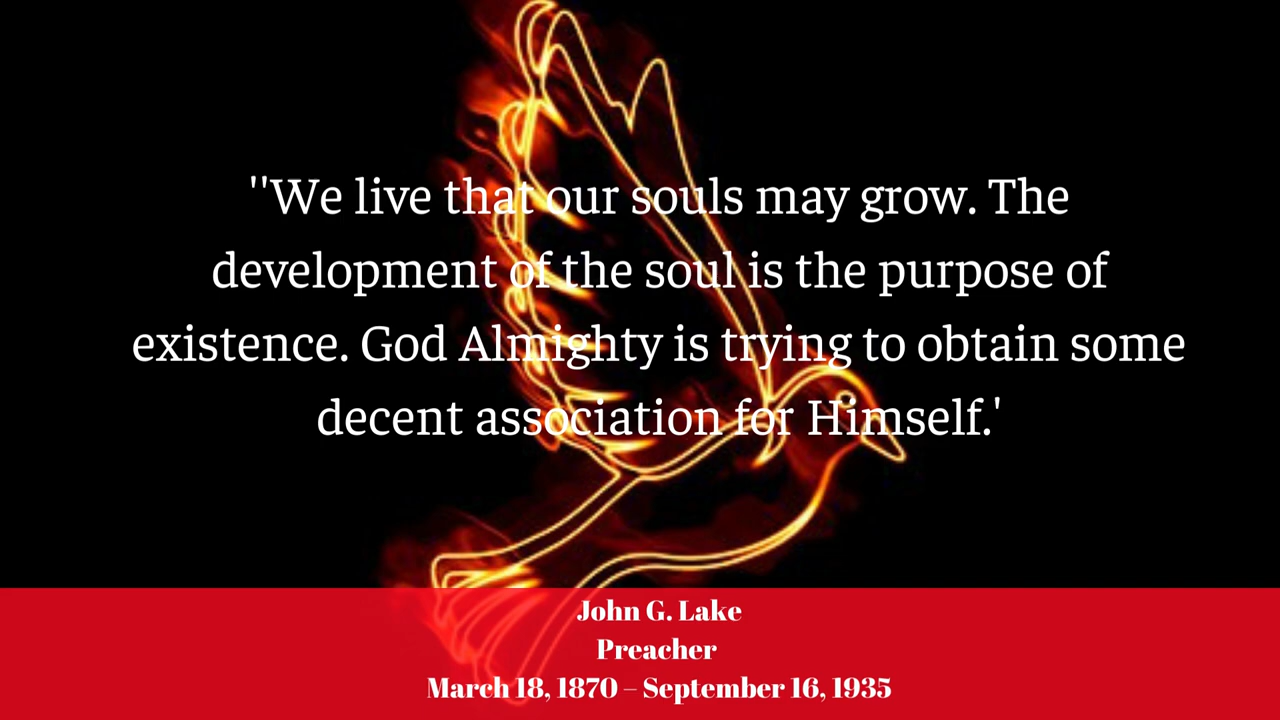 ''We live that our souls may grow. The
development of the soul is the purpose of
existence. God Almighty is trying to obtain some
decent association for Himself.'
John G. Lake
Preacher
March 18, 1870 – September 16, 1935